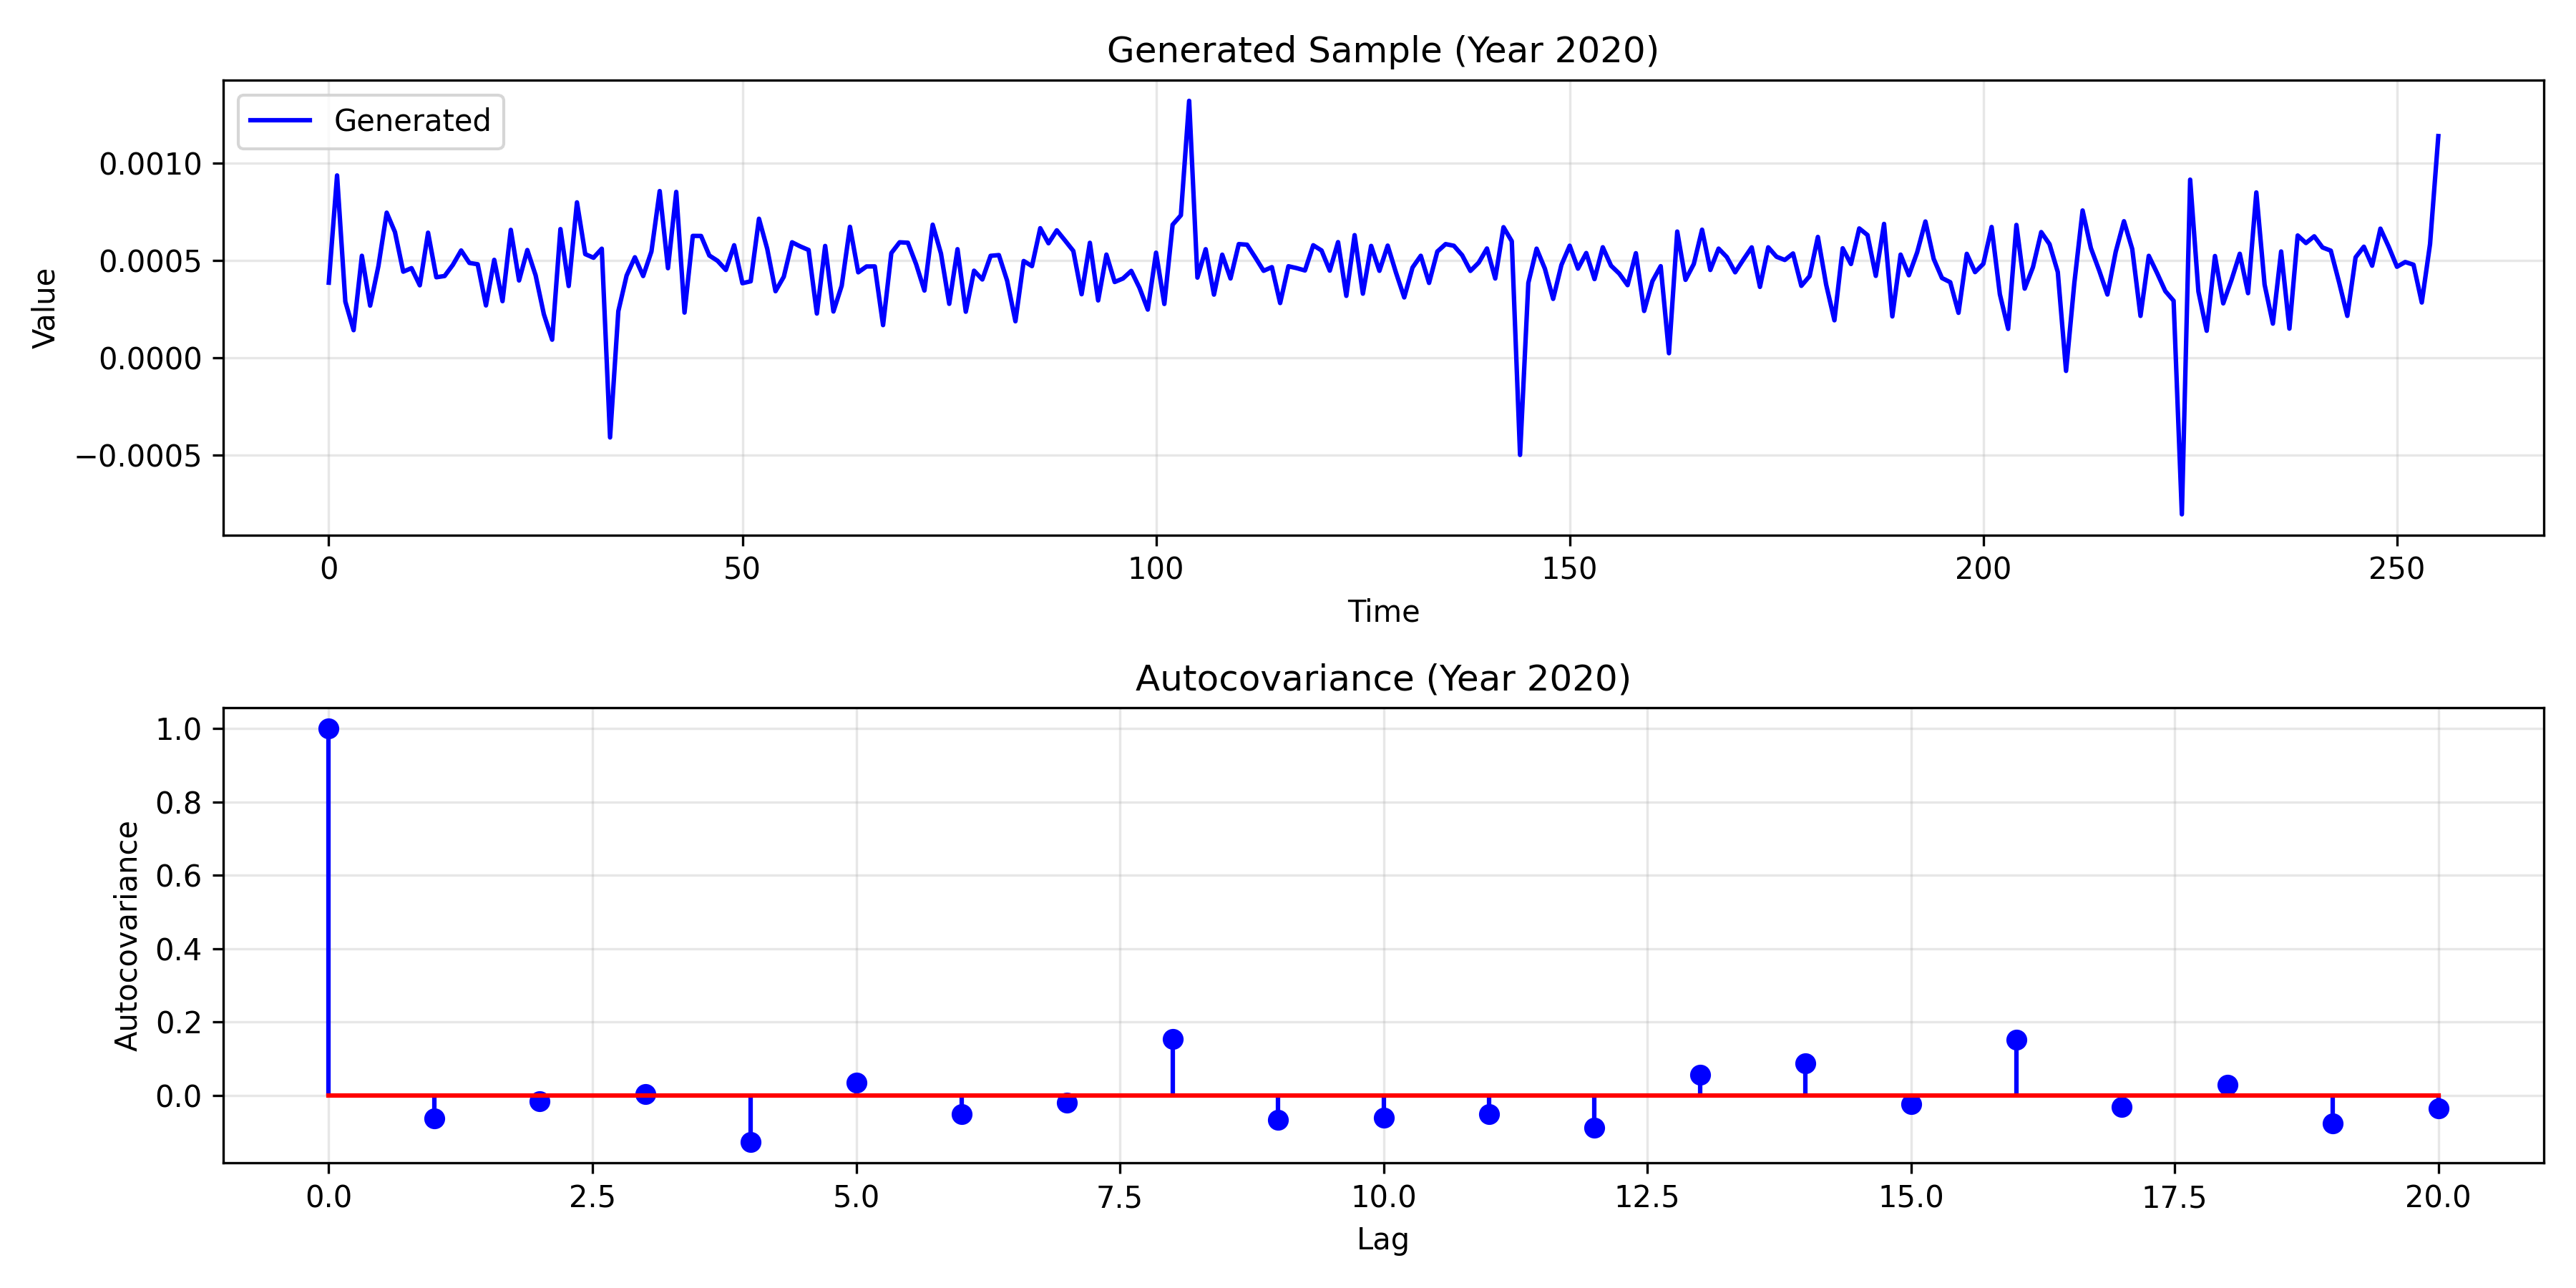 Generated Sample (Year 2020)
Generated
0.0010
0.0005
0.0000
−0.0005
Value
0 50 100 150 200 250
Time
Autocovariance (Year 2020)
1.0
0.8
0.6
0.4
0.2
0.0
Autocovariance
0.0 2.5 5.0 7.5 10.0 12.5 15.0 17.5 20.0
Lag